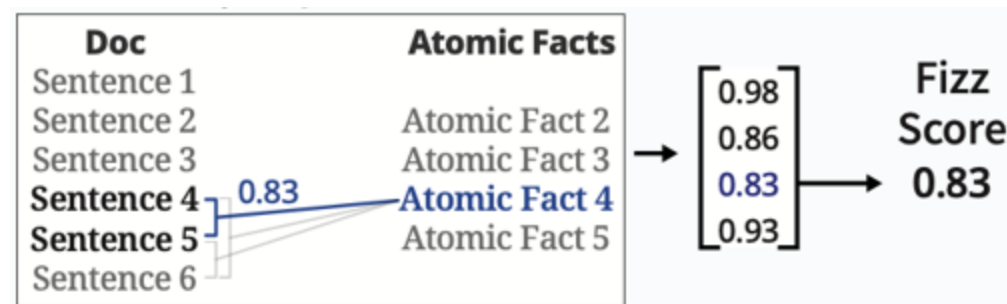 Doc
Atomic Facts
Sentence 1
Sentence 2
Atomic Fact 2
Sentence 3
Atomic Fact 3
Sentence 4
0.83
Atomic Fact 4
Sentence 5
Atomic Fact 5
Sentence 6
0.98
0.86
0.83
0.93
Fizz
Score
0.83